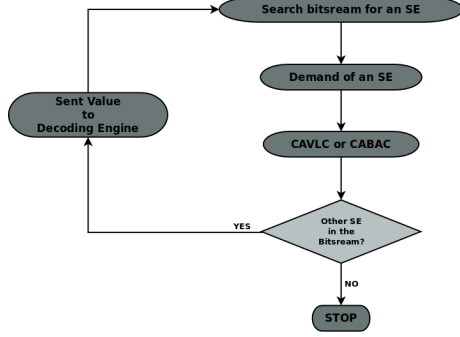 Search bitsream for an SE
Demand of an SE
Sent Value
to
Decoding Engine
CAVLC or CABAC
Other SE
in the
Bitsream?
YES
NO
STOP